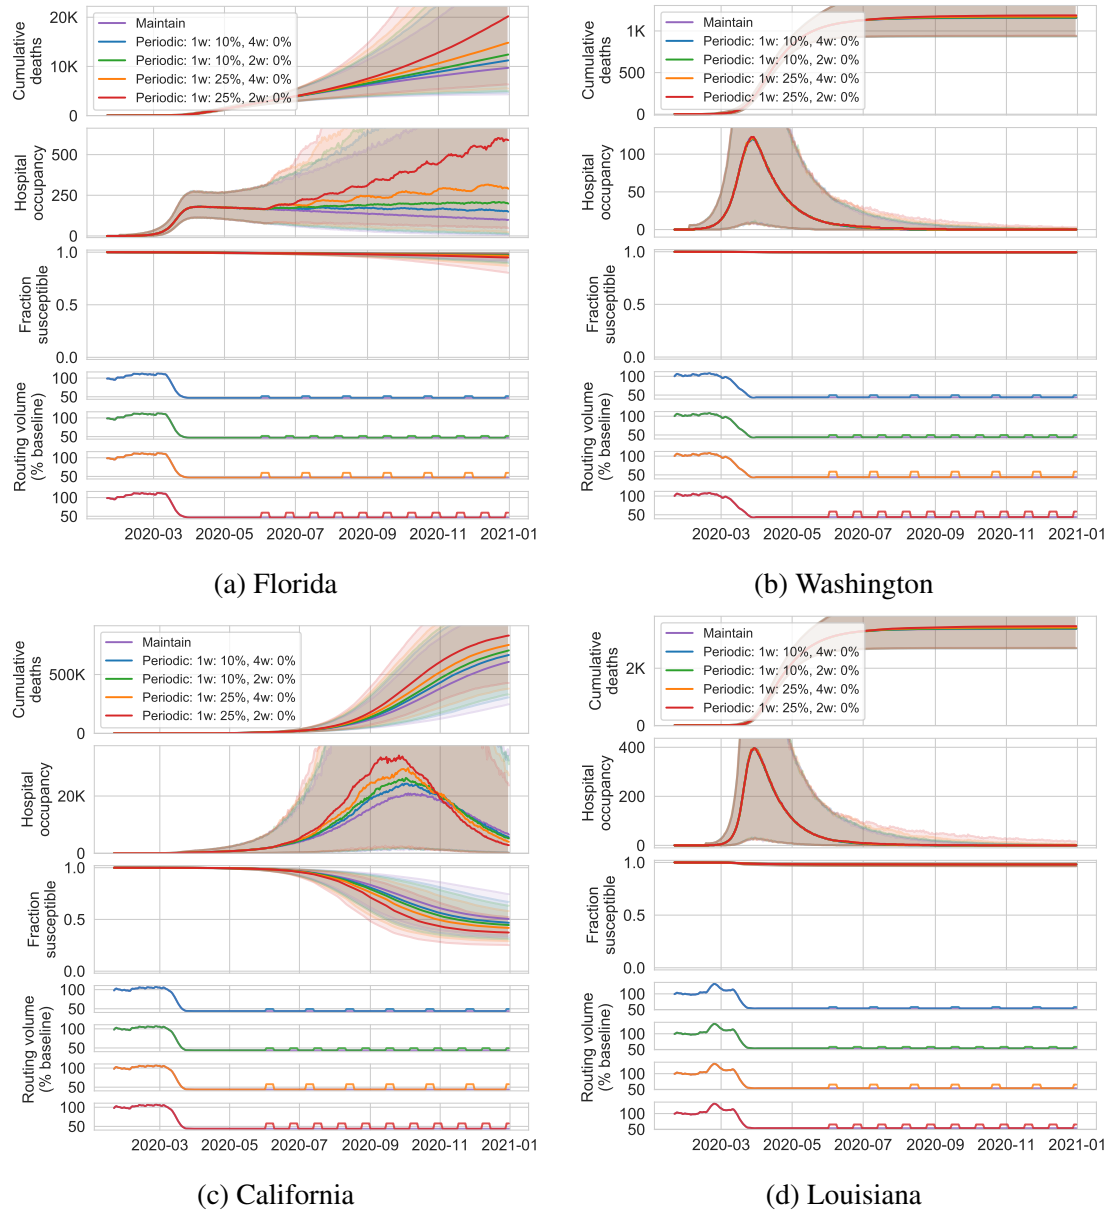 Cumulative
deaths
20K
10K
0
Maintain
Periodic: 1w: 10%, 4w: 0%
Periodic: 1w: 10%, 2w: 0%
Periodic: 1w: 25%, 4w: 0%
Periodic: 1w: 25%, 2w: 0%
Hospital
occupancy
500
250
0
Fraction
susceptible
1.0
0.5
0.0
Routing volume
(% baseline)
100
50
100
50
100
50
100
50
2020-03 2020-05 2020-07 2020-09 2020-11 2021-01
(a) Florida
Cumulative
deaths
1K
500
0
Maintain
Periodic: 1w: 10%, 4w: 0%
Periodic: 1w: 10%, 2w: 0%
Periodic: 1w: 25%, 4w: 0%
Periodic: 1w: 25%, 2w: 0%
Hospital
occupancy
100
50
0
Fraction
susceptible
1.0
0.5
0.0
Routing volume
(% baseline)
100
50
100
50
100
50
100
50
2020-03 2020-05 2020-07 2020-09 2020-11 2021-01
(b) Washington
Cumulative
deaths
500K
0
Maintain
Periodic: 1w: 10%, 4w: 0%
Periodic: 1w: 10%, 2w: 0%
Periodic: 1w: 25%, 4w: 0%
Periodic: 1w: 25%, 2w: 0%
Hospital
occupancy
20K
0
Fraction
susceptible
1.0
0.5
0.0
Routing volume
(% baseline)
100
50
100
50
100
50
100
50
2020-03 2020-05 2020-07 2020-09 2020-11 2021-01
(c) California
Cumulative
deaths
2K
0
Maintain
Periodic: 1w: 10%, 4w: 0%
Periodic: 1w: 10%, 2w: 0%
Periodic: 1w: 25%, 4w: 0%
Periodic: 1w: 25%, 2w: 0%
Hospital
occupancy
400
200
0
Fraction
susceptible
1.0
0.5
0.0
Routing volume
(% baseline)
100
50
100
50
100
50
100
50
2020-03 2020-05 2020-07 2020-09 2020-11 2021-01
(d) Louisiana